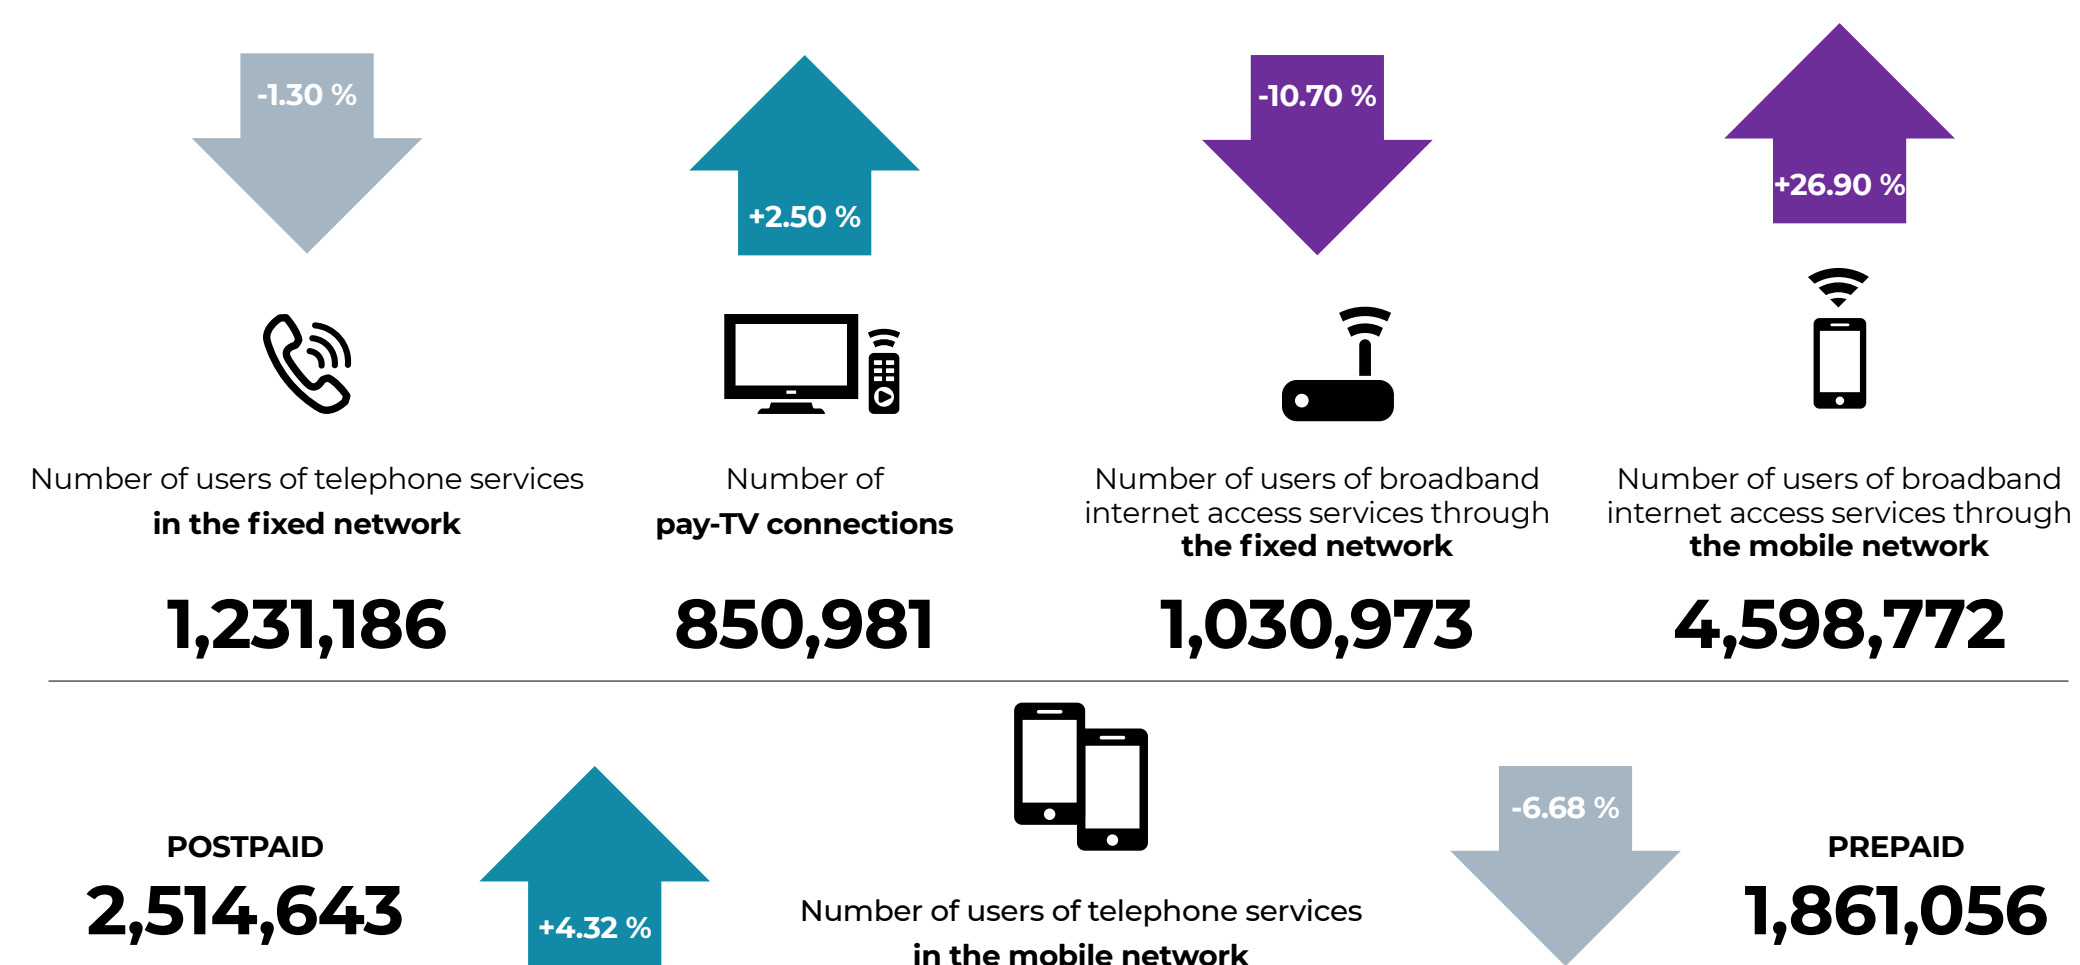 -1.30 %
+2.50 %
-10.70 %
+26.90 %
Number of users of telephone services
in the fixed network
1,231,186
Number of
pay-TV connections
850,981
Number of users of broadband
internet access services through
the fixed network
1,030,973
Number of users of broadband
internet access services through
the mobile network
4,598,772
POSTPAID
2,514,643
+4.32 %
Number of users of telephone services
in the mobile network
-6.68 %
PREPAID
1,861,056